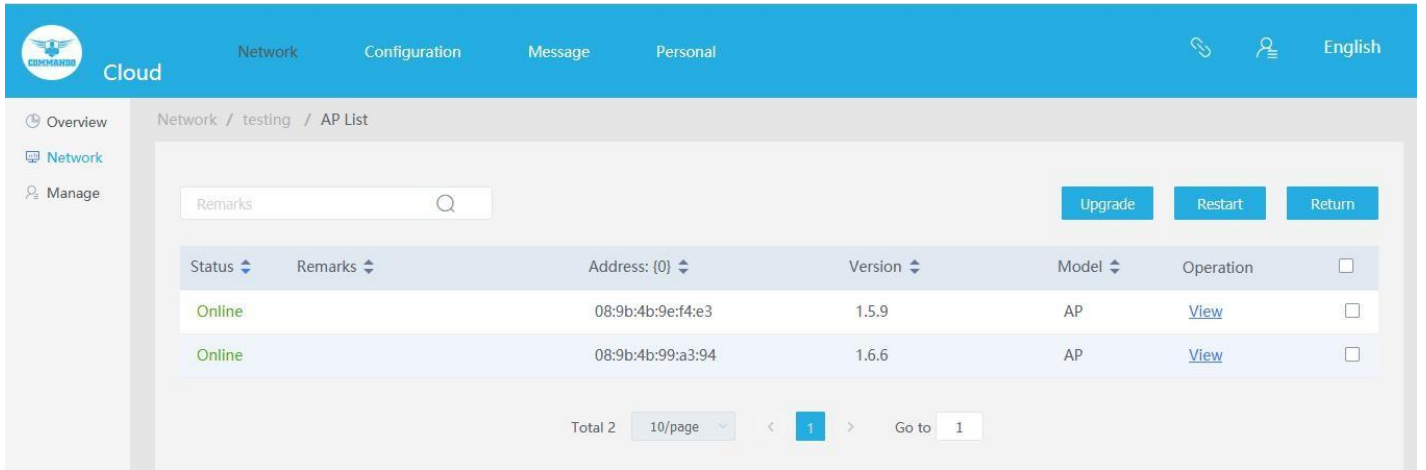 COMMANDO
Cloud
Network Configuration Message Personal English
Overview
Network
Manage
Network / testing / AP List
Remarks
Upgrade Restart Return
Status Remarks Address: {0} Version Model Operation
Online 08:9b:4b:9e:f4:e3 1.5.9 AP View
Online 08:9b:4b:99:a3:94 1.6.6 AP View
Total 2 10/page < 1 > Go to 1